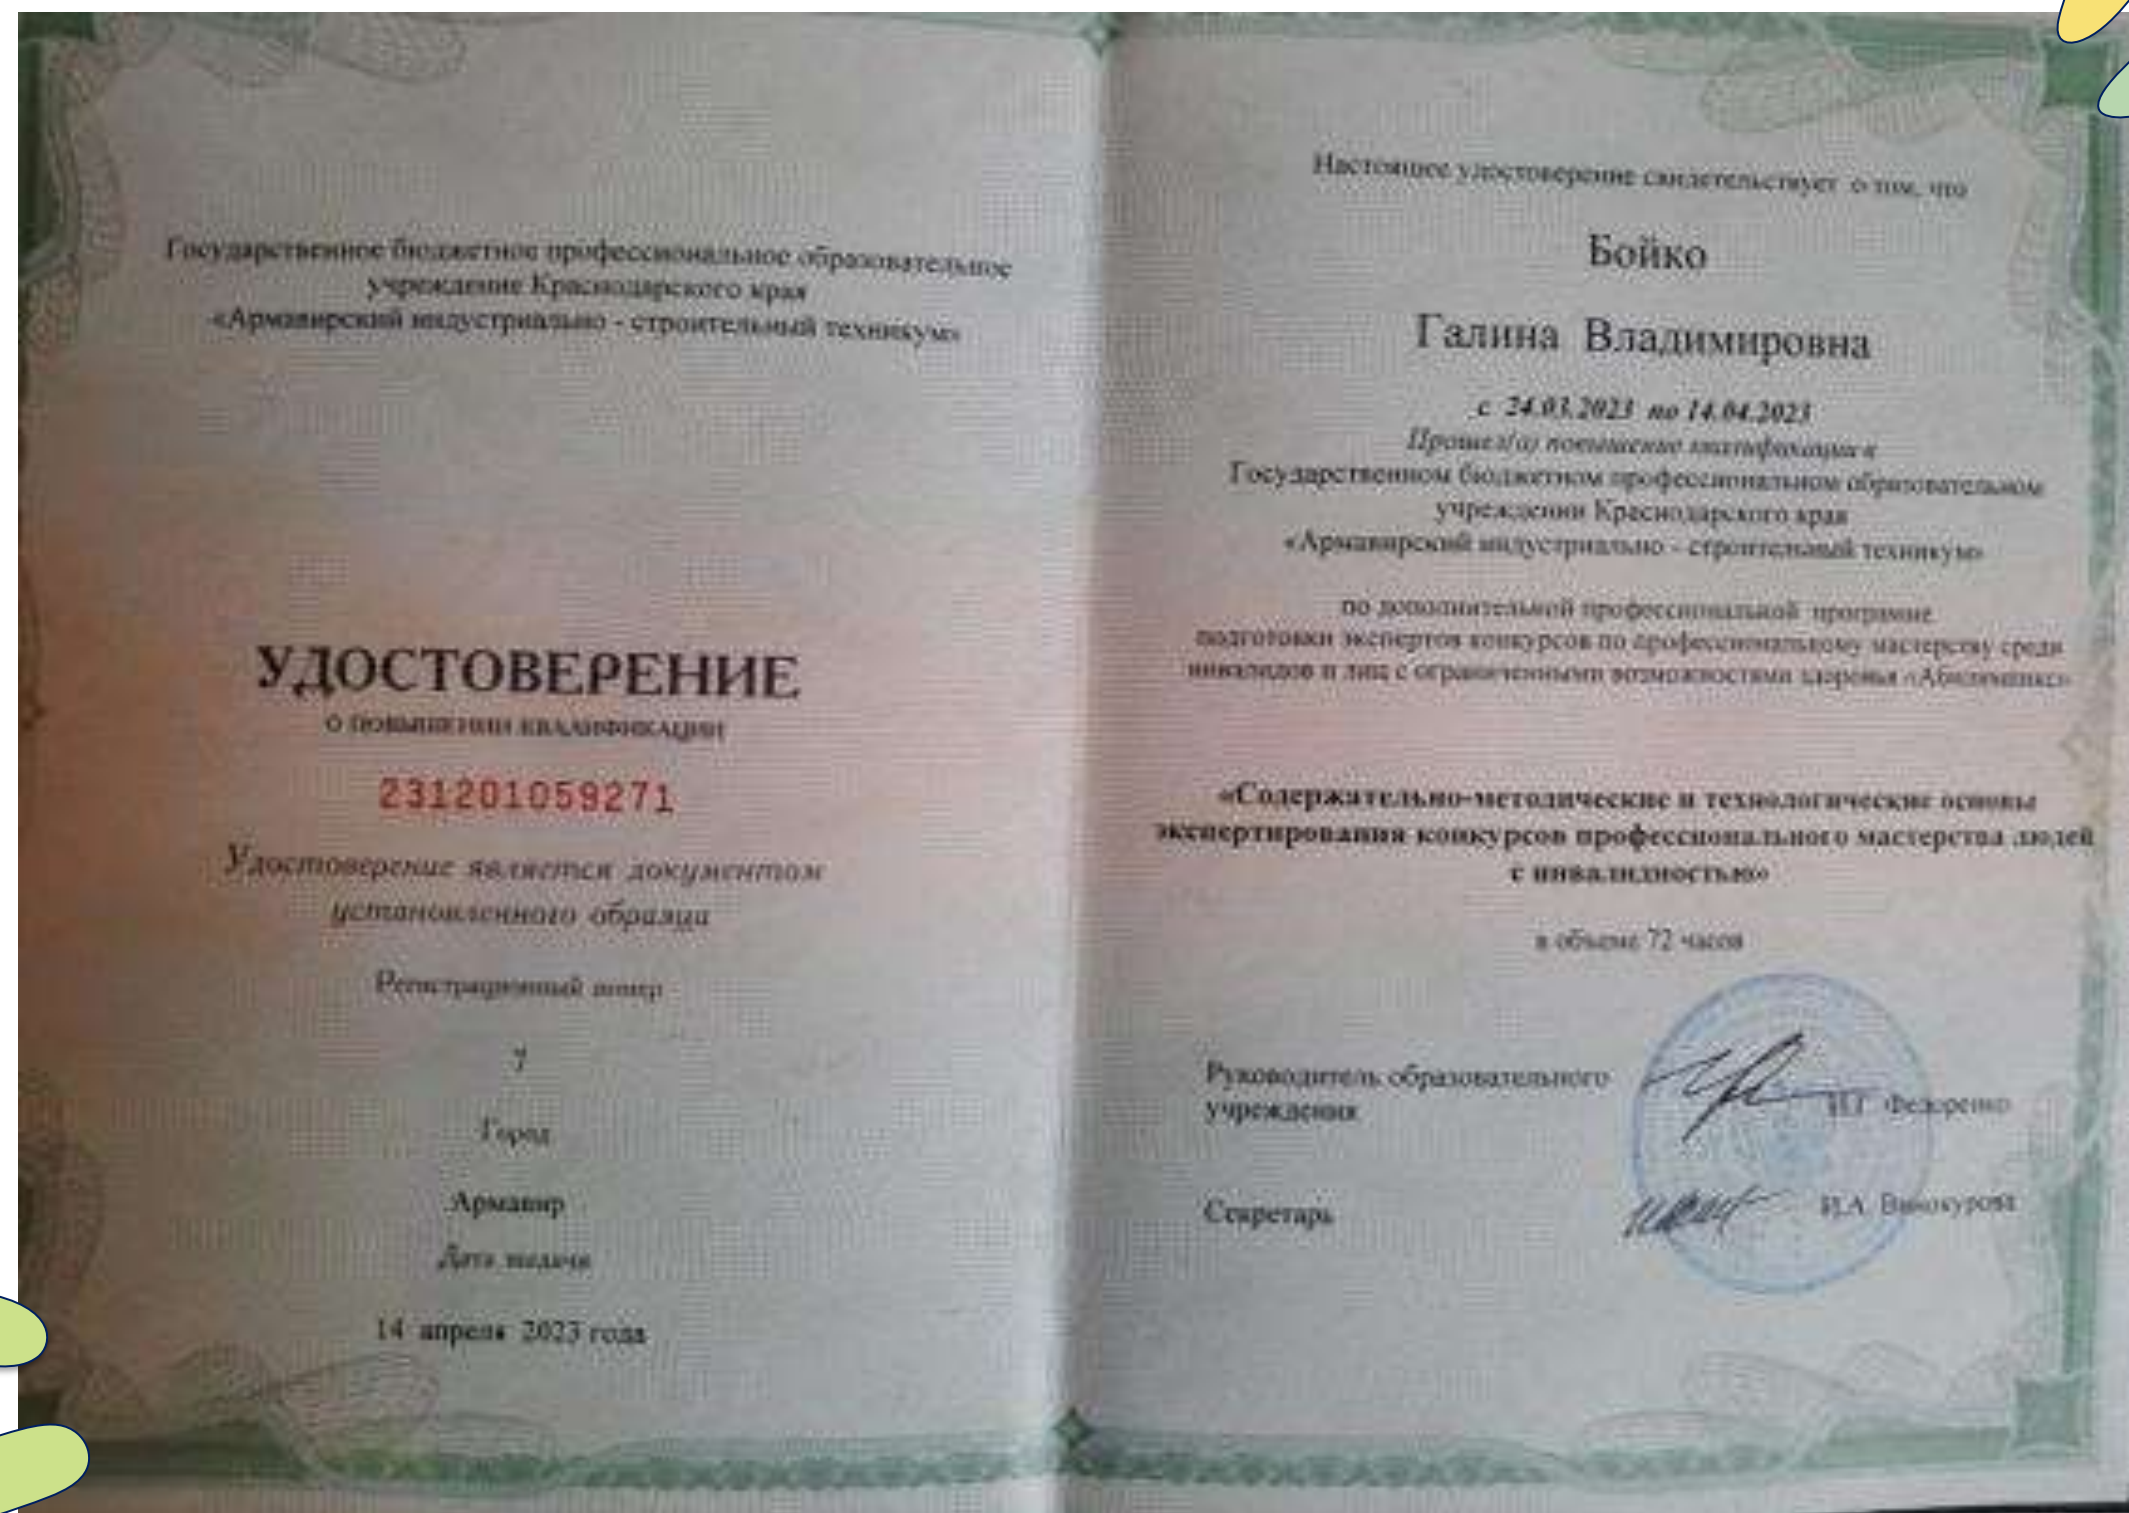 Государственное бюджетное профессиональное образовательное
учреждение Краснодарского края
«Армавирский индустриально - строительный техникум»
УДОСТОВЕРЕНИЕ
О ПОВЫШЕНИИ КВАЛИФИКАЦИИ
231201059271
Удостоверение является документом
установленного образца
Регистрационный номер
7
Город
Армавир
Дата выдачи
14 апреля 2023 года
Настоящее удостоверение свидетельствует о том, что
Бойко
Галина Владимировна
с 24.03.2023 по 14.04.2023
Прошел(а) повышение квалификации в
Государственном бюджетном профессиональном образовательном
учреждении Краснодарского края
«Армавирский индустриально - строительный техникум»
по дополнительной профессиональной программе
подготовки экспертов конкурсов по профессиональному мастерству среди
инвалидов и лиц с ограниченными возможностями здоровья «Абилимпикс»
«Содержательно-методические и технологические основы
экспертирования конкурсов профессионального мастерства людей
с инвалидностью»
в объеме 72 часов
Руководитель образовательного
учреждения
Федоренко
Секретарь
И.А. Винокурова